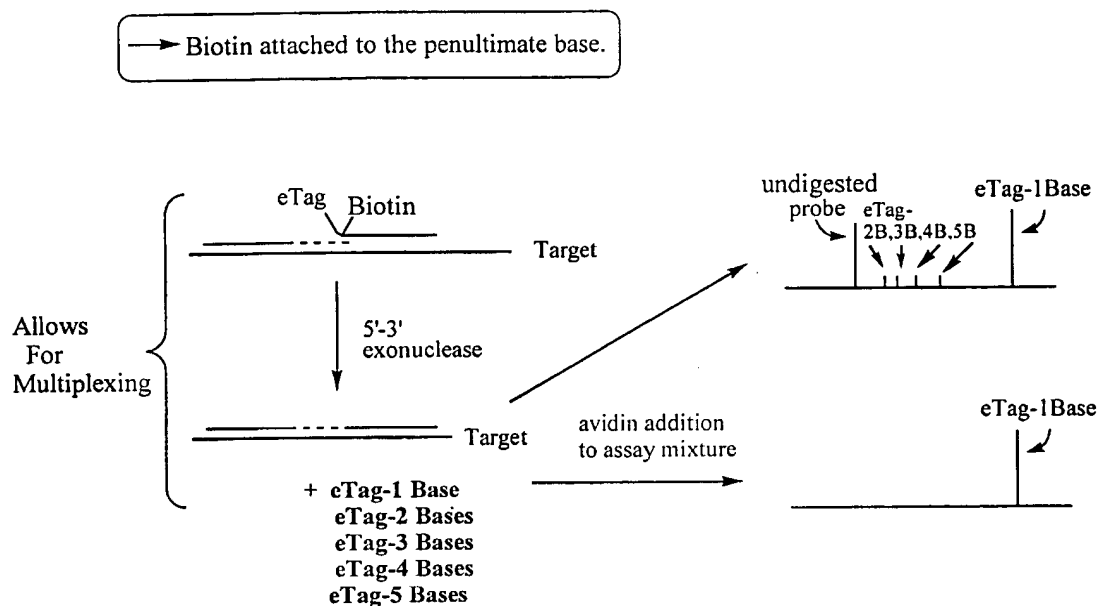 Biotin attached to the penultimate base.
eTag
Biotin
Target
5'-3'
exonuclease
Allows
For
Multiplexing
Target
+ eTag-1 Base
eTag-2 Bases
eTag-3 Bases
eTag-4 Bases
eTag-5 Bases
undigested
probe
eTag-
2B,3B,4B,5B
eTag-1Base
avidin addition
to assay mixture
eTag-1Base